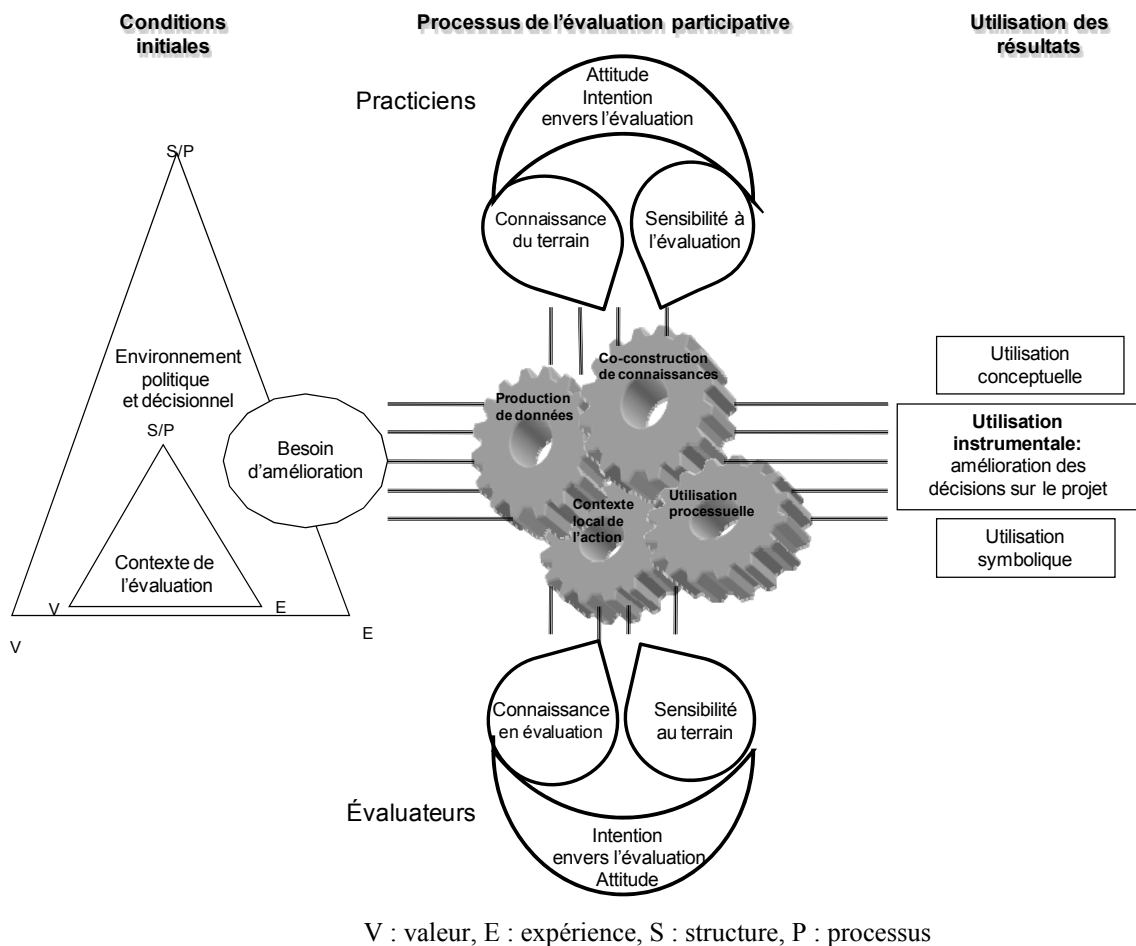 Conditions
initiales
Processus de l'évaluation participative
Utilisation des
résultats
Practiciens
Attitude
Intention
envers l'évaluation
Connaissance
du terrain
Sensibilité à
l'évaluation
S/P
Environnement
politique
et décisionnel
S/P
Besoin
d'amélioration
Contexte de
l'évaluation
V
E
V
E
Production
de données
Co-construction
de connaissances
Contexte
local de
l'action
Utilisation
processuelle
Utilisation
conceptuelle
Utilisation
instrumentale:
amélioration des
décisions sur le projet
Utilisation
symbolique
Connaissance
en évaluation
Sensibilité
au terrain
Évaluateurs
Intention
envers l'évaluation
Attitude
V : valeur, E : expérience, S : structure, P : processus